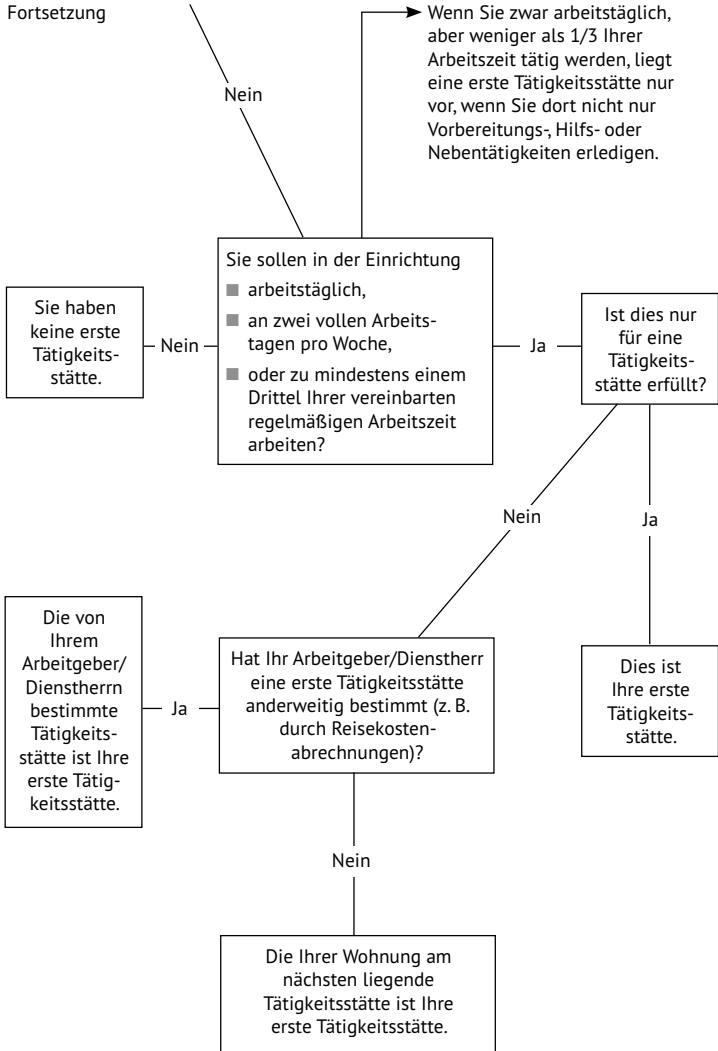 Fortsetzung
Wenn Sie zwar arbeitstäglich,
aber weniger als 1/3 Ihrer
Arbeitszeit tätig werden, liegt
eine erste Tätigkeitsstätte nur
vor, wenn Sie dort nicht nur
Vorbereitungs-, Hilfs- oder
Nebentätigkeiten erledigen.
Nein
Sie sollen in der Einrichtung
■ arbeitstäglich,
■ an zwei vollen Arbeits-
tagen pro Woche,
■ oder zu mindestens einem
Drittel Ihrer vereinbarten
regelmäßigen Arbeitszeit
arbeiten?
Nein
Sie haben
keine erste
Tätigkeits-
stätte.
Ja
Ist dies nur
für eine
Tätigkeits-
stätte erfüllt?
Nein
Ja
Die von
Ihrem
Arbeitgeber/
Dienstherrn
bestimmte
Tätigkeits-
stätte ist Ihre
erste Tätig-
keitsstätte.
Ja
Hat Ihr Arbeitgeber/Dienstherr
eine erste Tätigkeitsstätte
anderweitig bestimmt (z. B.
durch Reisekosten-
abrechnungen)?
Dies ist
Ihre erste
Tätigkeits-
stätte.
Nein
Die Ihrer Wohnung am
nächsten liegende
Tätigkeitsstätte ist Ihre
erste Tätigkeitsstätte.